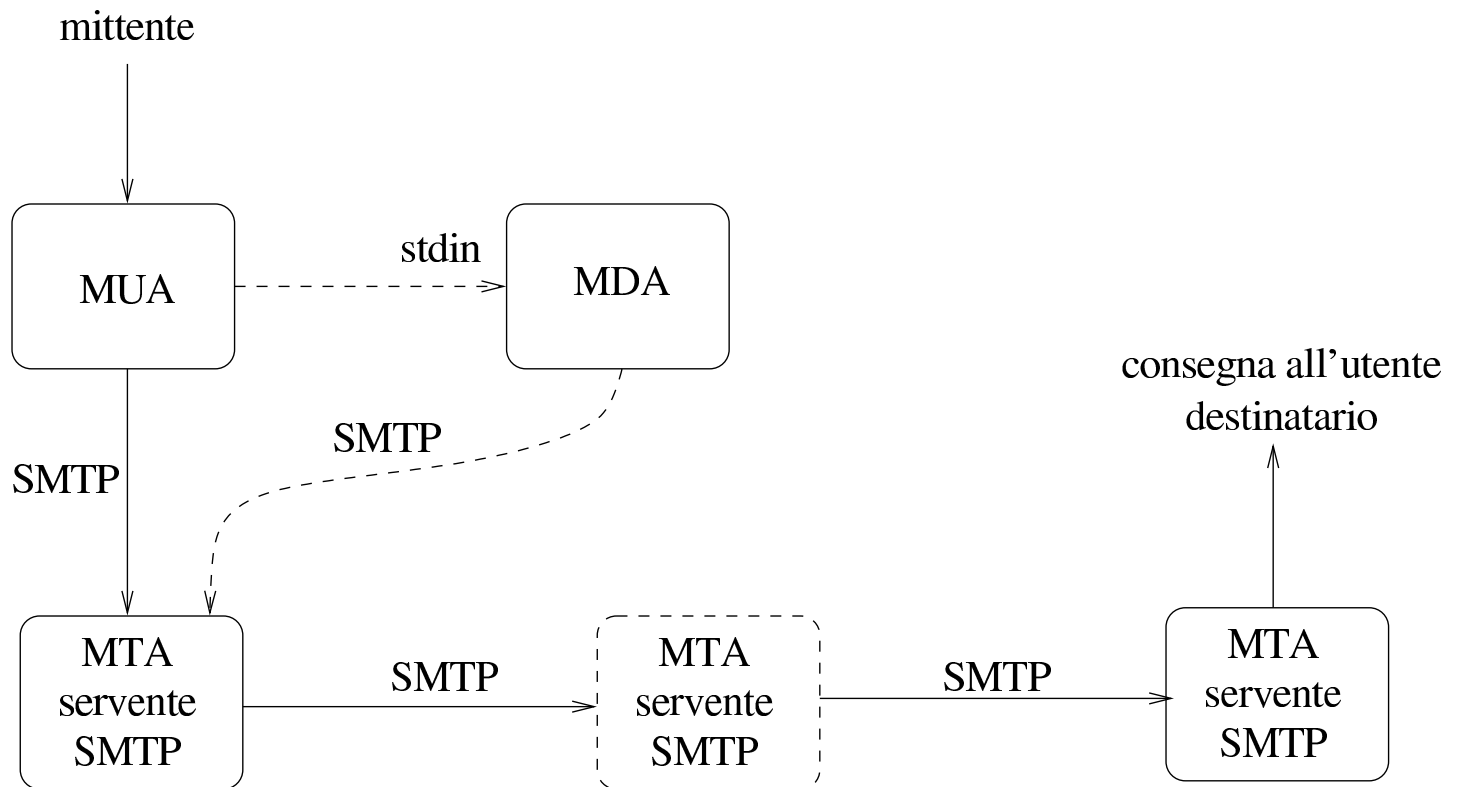 mittente
stdin
MUA
MDA
consegna all'utente
destinatario
SMTP
SMTP
MTA
servente
SMTP
SMTP
MTA
servente
SMTP
SMTP
MTA
servente
SMTP